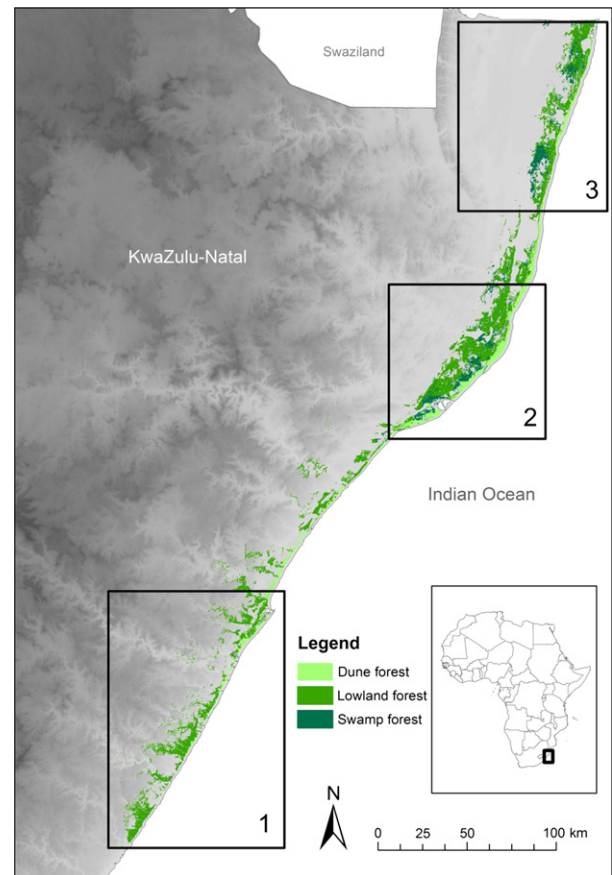 Swaziland
3
KwaZulu-Natal
2
Indian Ocean
Legend
Dune forest
Lowland forest
Swamp forest
1
N
0 25 50 100 km